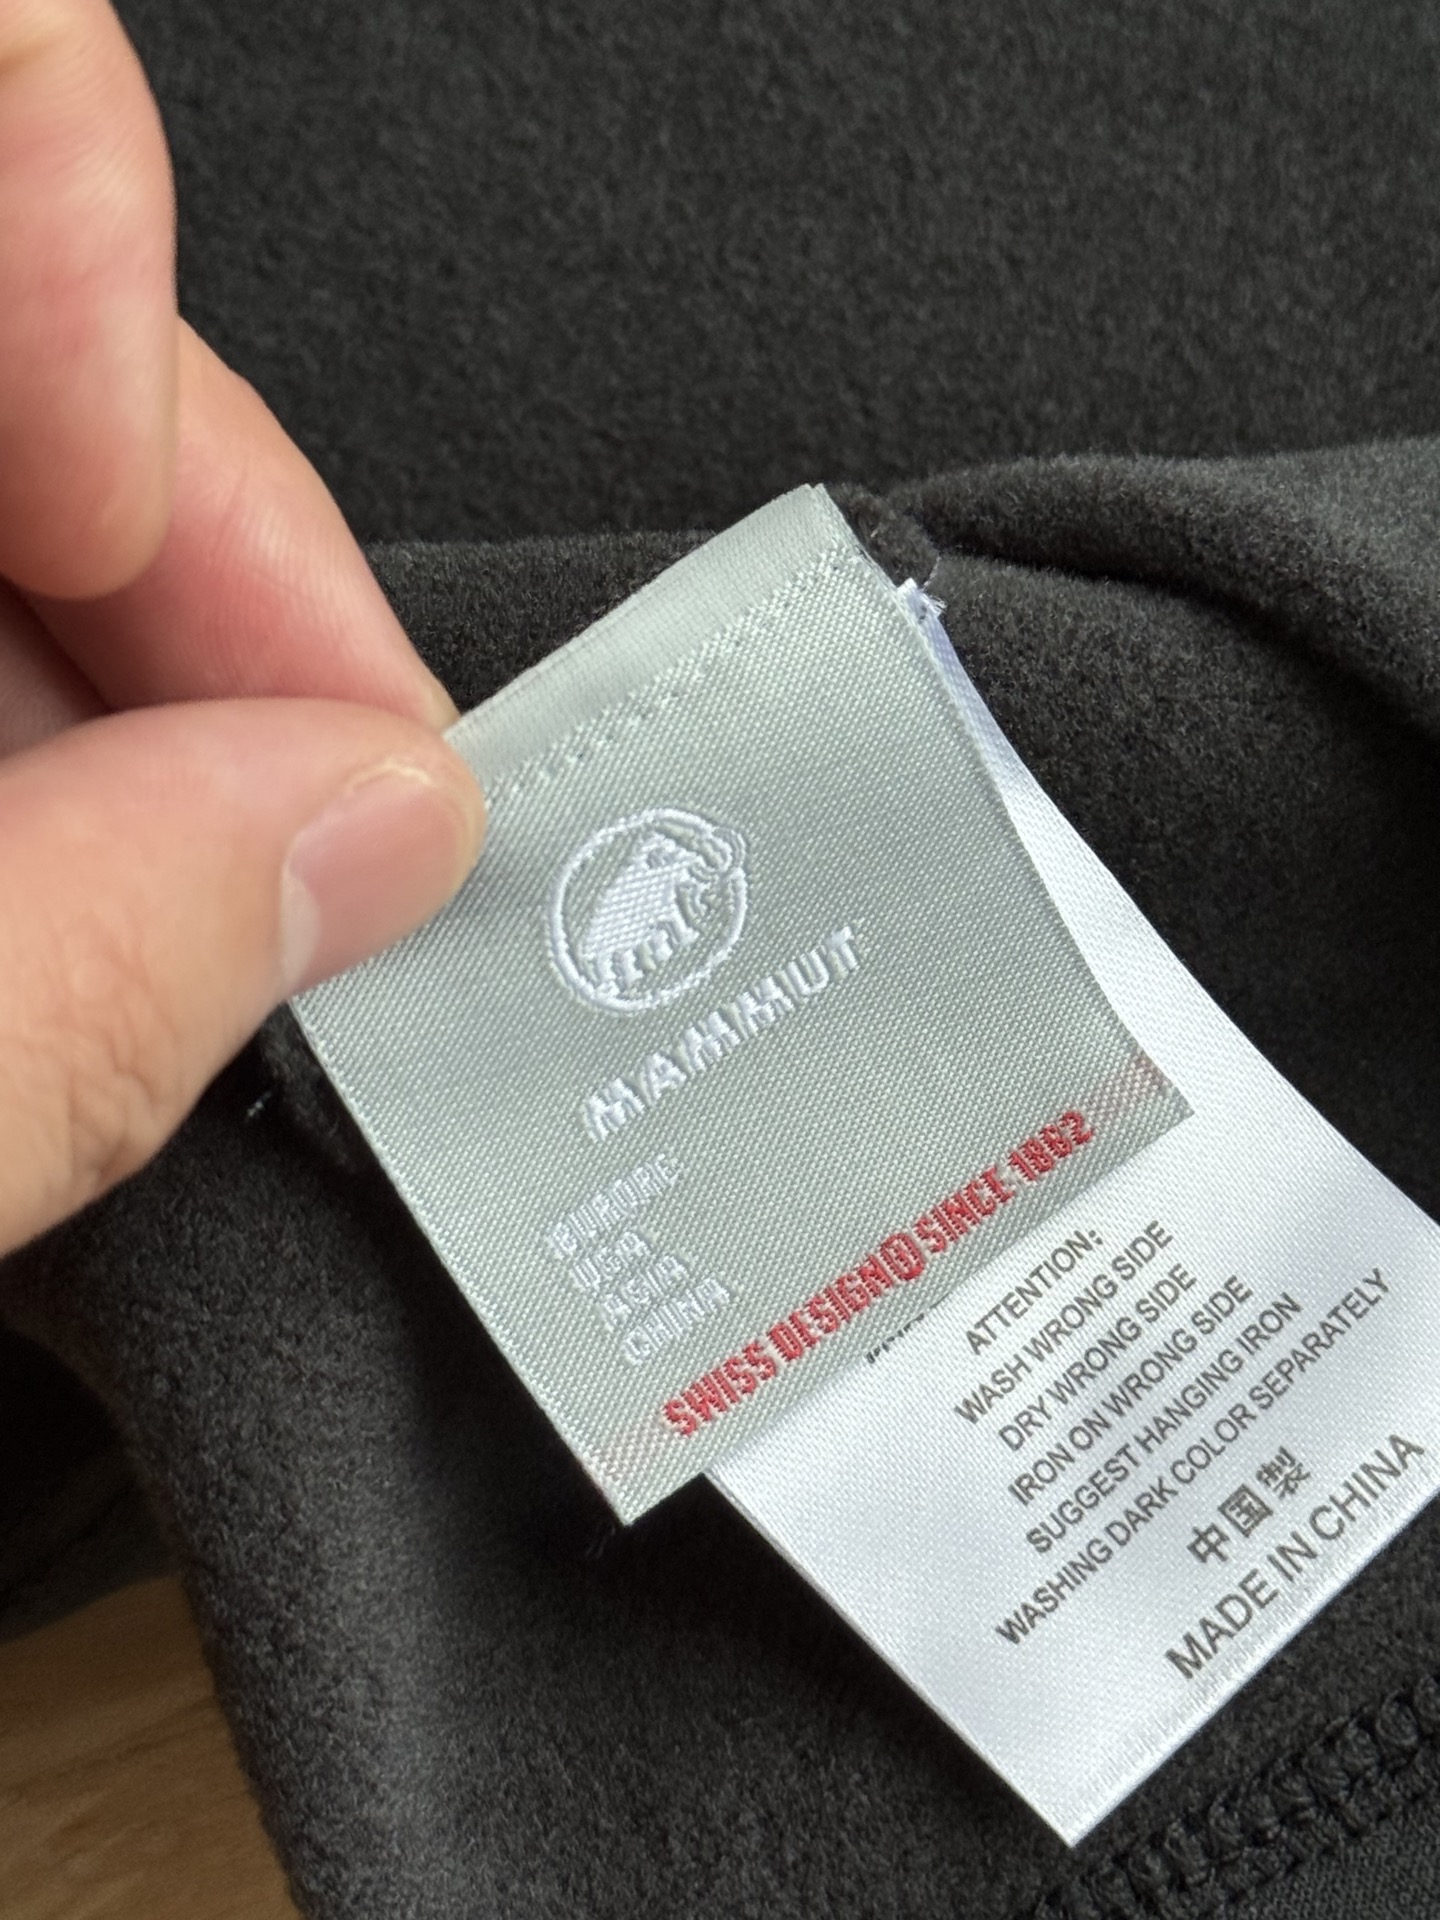 MAMMUT
EUROPE
USA
ASIA
CHINA
SWISS DESIGN SINCE 1862
ATTENTION:
WASH WRONG SIDE
DRY WRONG SIDE
IRON ON WRONG SIDE
SUGGEST HANGING IRON
WASHING DARK COLOR SEPARATELY
中国製
MADE IN CHINA